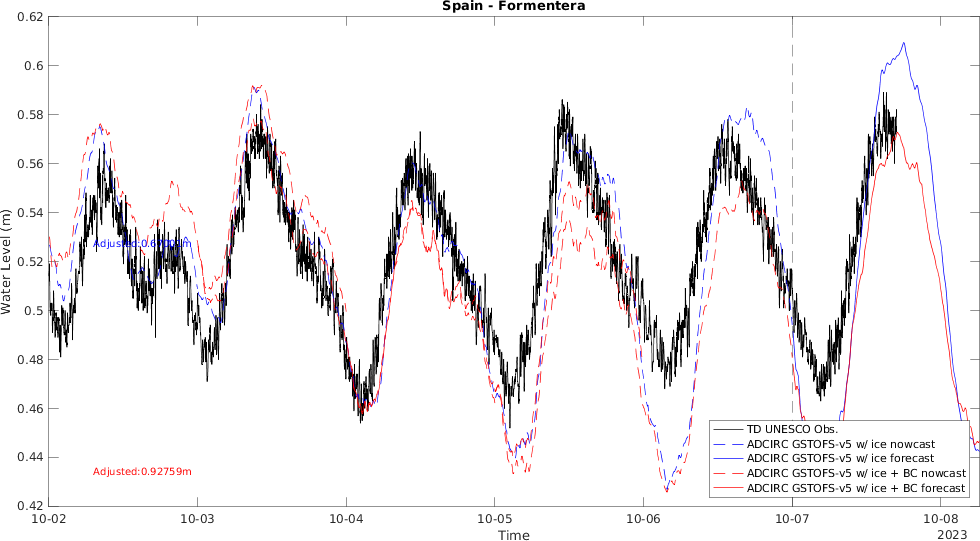 Spain - Formentera
0.62
0.6
0.58
0.56
0.54
0.52
0.5
0.48
0.46
0.44
0.42
Water Level (m)
Adjusted:0.92759m
TD UNESCO Obs.
ADCIRC GSTOFS-v5 w/ ice nowcast
ADCIRC GSTOFS-v5 w/ ice forecast
ADCIRC GSTOFS-v5 w/ ice + BC nowcast
ADCIRC GSTOFS-v5 w/ ice + BC forecast
10-02 10-03 10-04 10-05 10-06 10-07 10-08
Time
2023